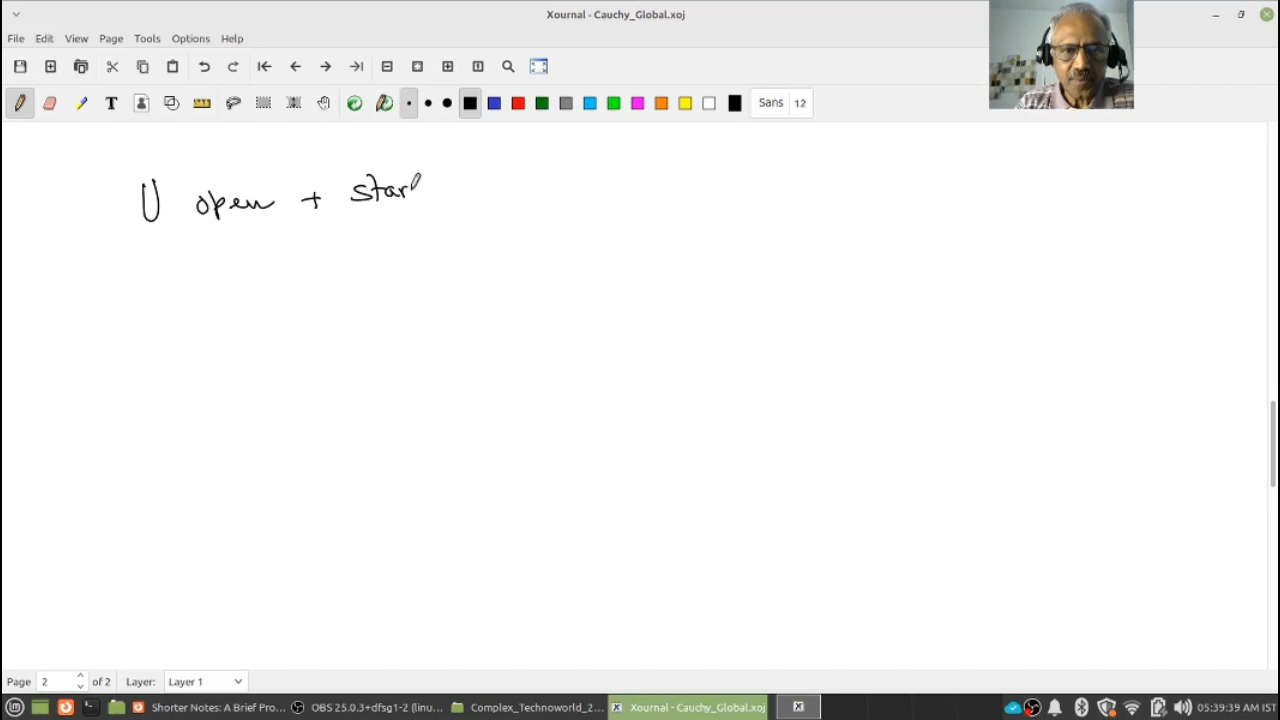 Xournal - Cauchy_Global.xoj
File Edit View Page Tools Options Help
Sans 12
U open + star
Page 2 of 2 Layer: Layer 1
Shorter Notes: A Brief Pro... OBS 25.0.3+dfsg1-2 (linu... Complex_Technoworld_2... Xournal - Cauchy_Global.xoj 05:39:39 AM IST